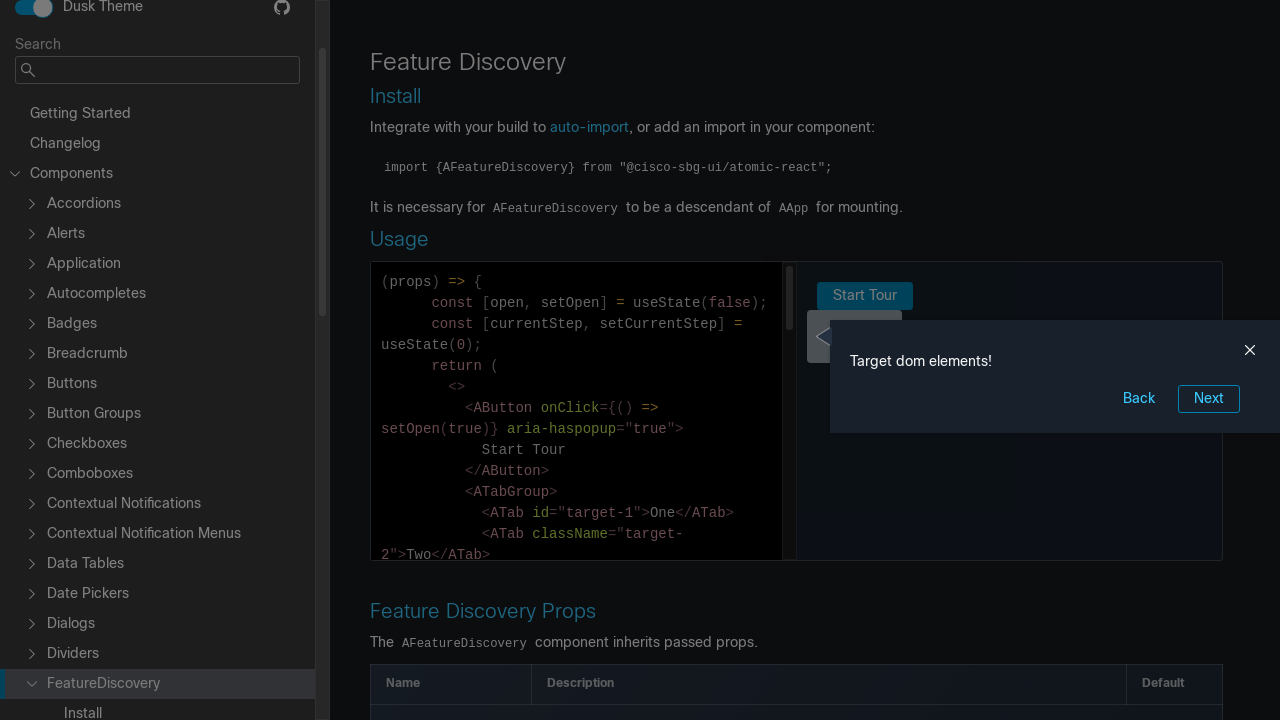 Dusk Theme
Search
Getting Started
Changelog
Components
Accordions
Alerts
Application
Autocompletes
Badges
Breadcrumb
Buttons
Button Groups
Checkboxes
Comboboxes
Contextual Notifications
Contextual Notification Menus
Data Tables
Date Pickers
Dialogs
Dividers
FeatureDiscovery
Install
Feature Discovery
Install
Integrate with your build to auto-import, or add an import in your component:
import {AFeatureDiscovery} from "@cisco-sbg-ui/atomic-react";
It is necessary for AFeatureDiscovery to be a descendant of AApp for mounting.
Usage
(props) => {
const [open, setOpen] = useState(false);
const [currentStep, setCurrentStep] =
useState(0);
return (
<>
<AButton onClick={() =>
setOpen(true)} aria-haspopup="true">
Start Tour
</AButton>
<ATabGroup>
<ATab id="target-1">One</ATab>
<ATab className="target-
2">Two</ATab>
Start Tour
Target dom elements!
Back
Next
Feature Discovery Props
The AFeatureDiscovery component inherits passed props.
Name Description Default